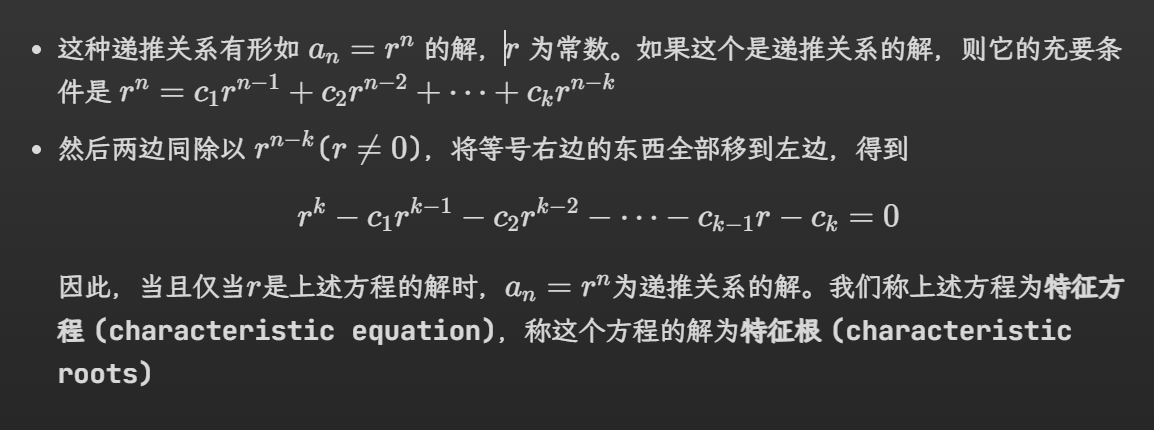 • 这种递推关系有形如 $a_n = r^n$ 的解，r 为常数。如果这个是递推关系的解，则它的充要条
件是 $r^n = c_1r^{n-1} + c_2r^{n-2} + \cdots + c_kr^{n-k}$
• 然后两边同除以 $r^{n-k}(r \neq 0)$，将等号右边的东西全部移到左边，得到
$r^k - c_1r^{k-1} - c_2r^{k-2} - \cdots - c_{k-1}r - c_k = 0$
因此，当且仅当$r$是上述方程的解时，$a_n = r^n$为递推关系的解。我们称上述方程为特征方
程 (characteristic equation)，称这个方程的解为特征根 (characteristic
roots)